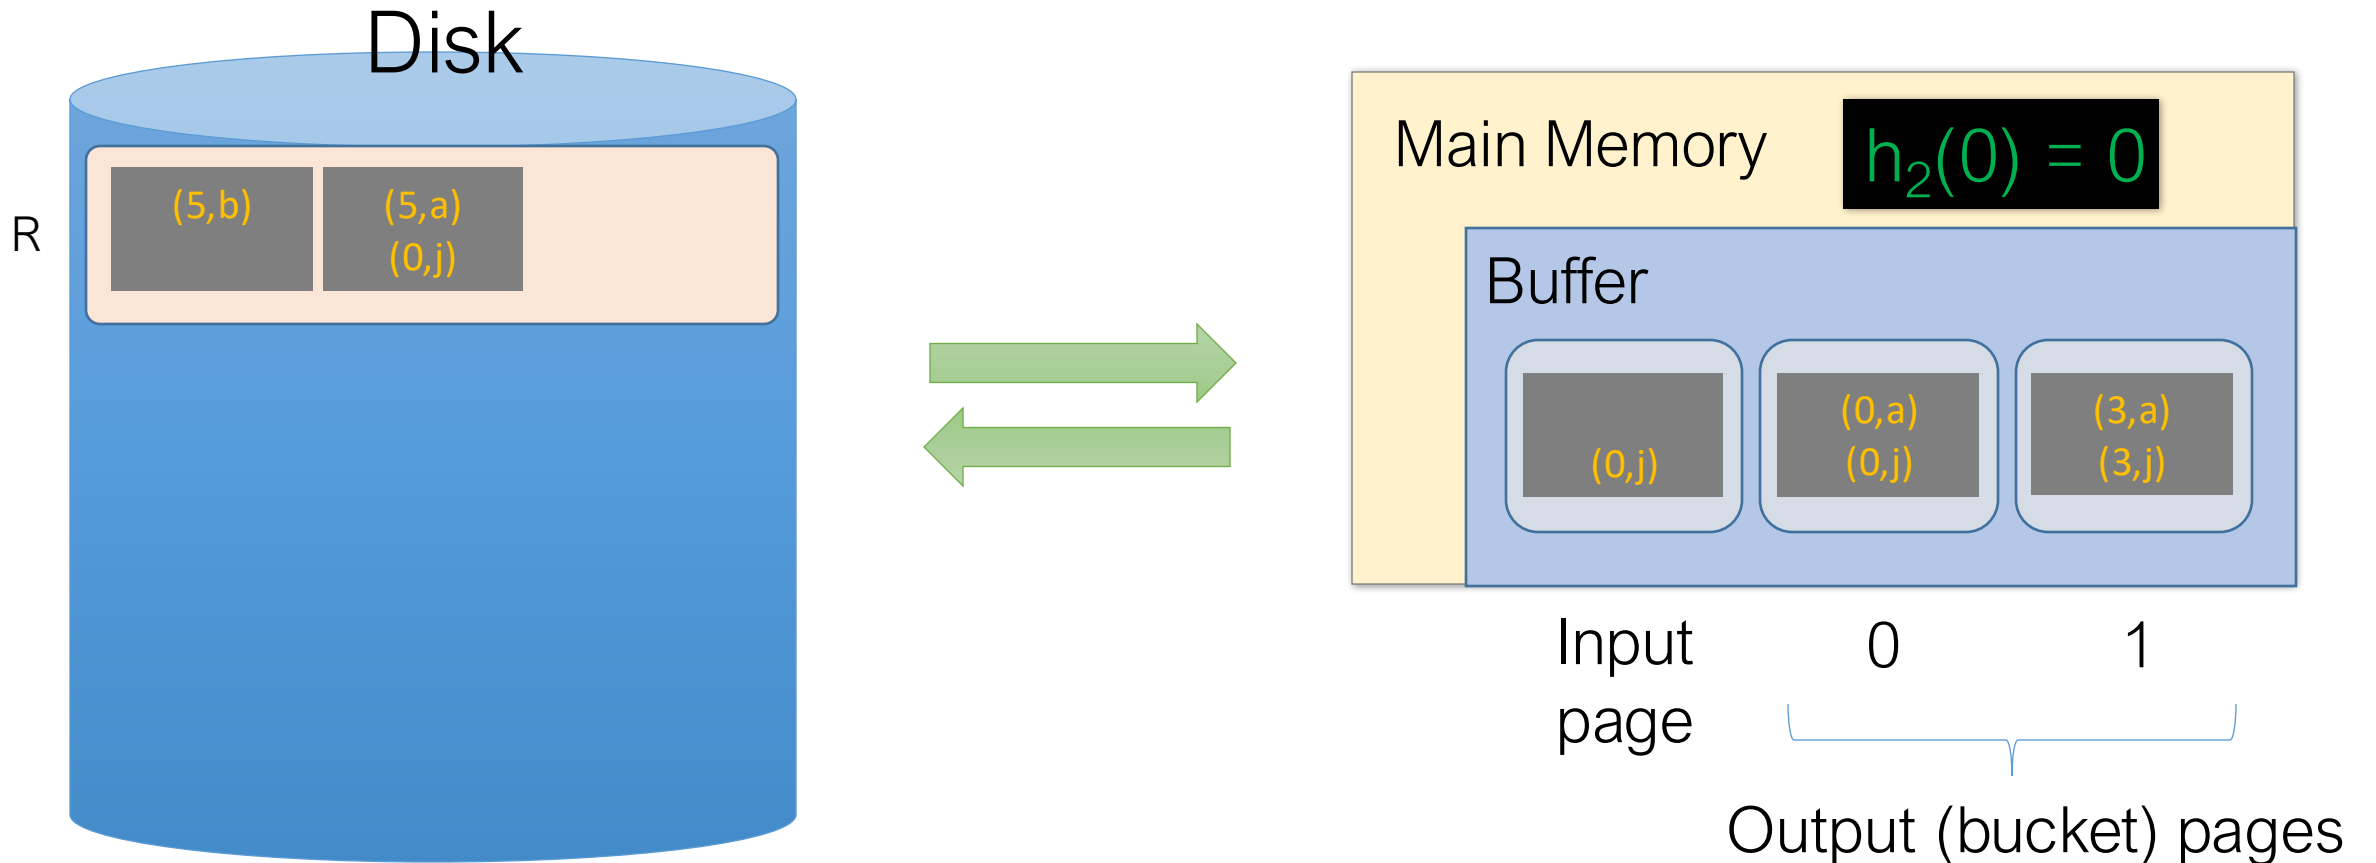 Disk
R
(5,b)
(5,a)
(0,j)
Main Memory
h₂(0) = 0
Buffer
(0,j)
(0,a)
(0,j)
(3,a)
(3,j)
Input
page
0
1
Output (bucket) pages